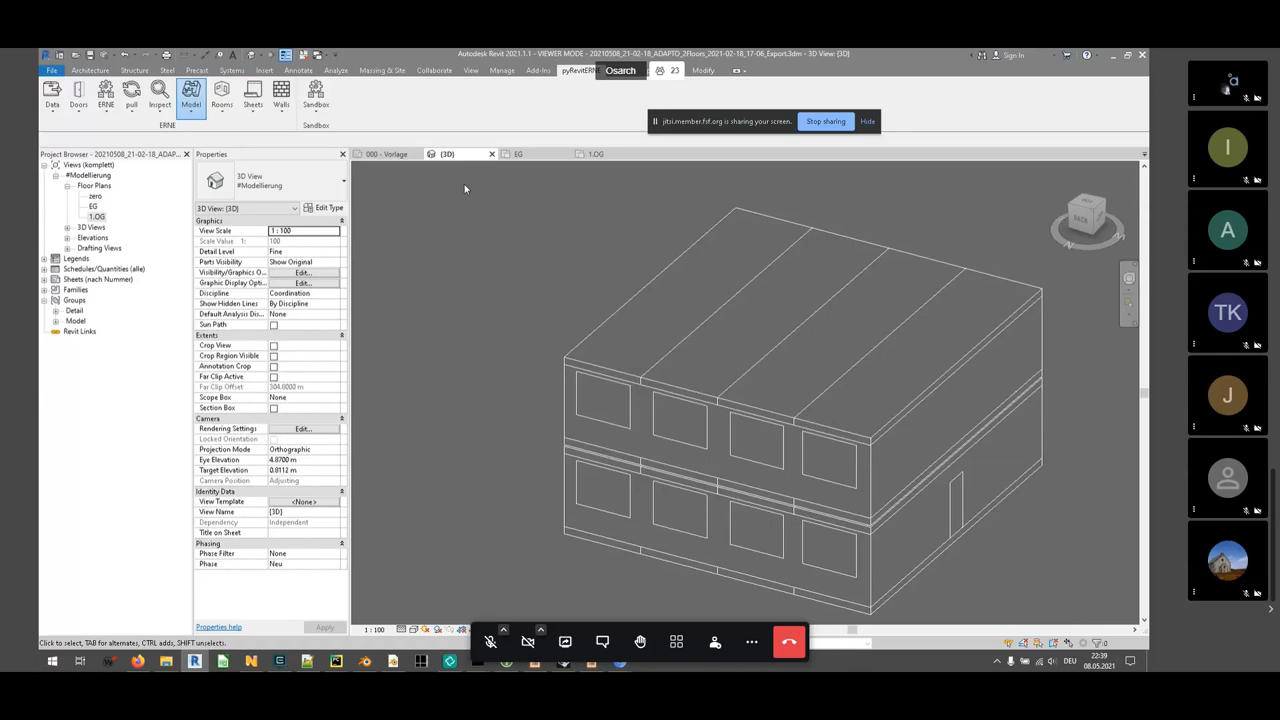 Autodesk Revit 2021.1.1 - VIEWER MODE - 20210508_21-02-18_ADAPTO_2Floors_2021-02-18_17-06_Export.3dm - 3D View: {3D}
Sign In
File Architecture Structure Steel Precast Systems Insert Annotate Analyze Massing & Site Collaborate View Manage Add-Ins pyRevitERNE Modify
Osarch 23
Data Doors ERNE pull Inspect Model Rooms Sheets Walls Sandbox
ERNE Sandbox
jitsi.member.fsf.org is sharing your screen. Stop sharing Hide
Project Browser - 20210508_21-02-18_ADAP...
Views (komplett)
#Modellierung
Floor Plans
zero
EG
1.OG
3D Views
Elevations
Drafting Views
Legends
Schedules/Quantities (alle)
Sheets (nach Nummer)
Families
Groups
Detail
Model
Revit Links
Properties
3D View
#Modellierung
3D View: {3D} Edit Type
Graphics
View Scale 1 : 100
Scale Value 1: 100
Detail Level Fine
Parts Visibility Show Original
Visibility/Graphics O... Edit...
Graphic Display Opti... Edit...
Discipline Coordination
Show Hidden Lines By Discipline
Default Analysis Dis... None
Sun Path
Extents
Crop View
Crop Region Visible
Annotation Crop
Far Clip Active
Far Clip Offset 304.8000 m
Scope Box None
Section Box
Camera
Rendering Settings Edit...
Locked Orientation
Projection Mode Orthographic
Eye Elevation 4.8700 m
Target Elevation 0.8112 m
Camera Position Adjusting
Identity Data
View Template <None>
View Name {3D}
Dependency Independent
Title on Sheet
Phasing
Phase Filter None
Phase Neu
Properties help Apply
000 - Vorlage {3D} EG 1.OG
BACK
1 : 100
Click to select, TAB for alternates, CTRL adds, SHIFT unselects.
:0
DEU
22:39
08.05.2021
a
I
A
TK
J